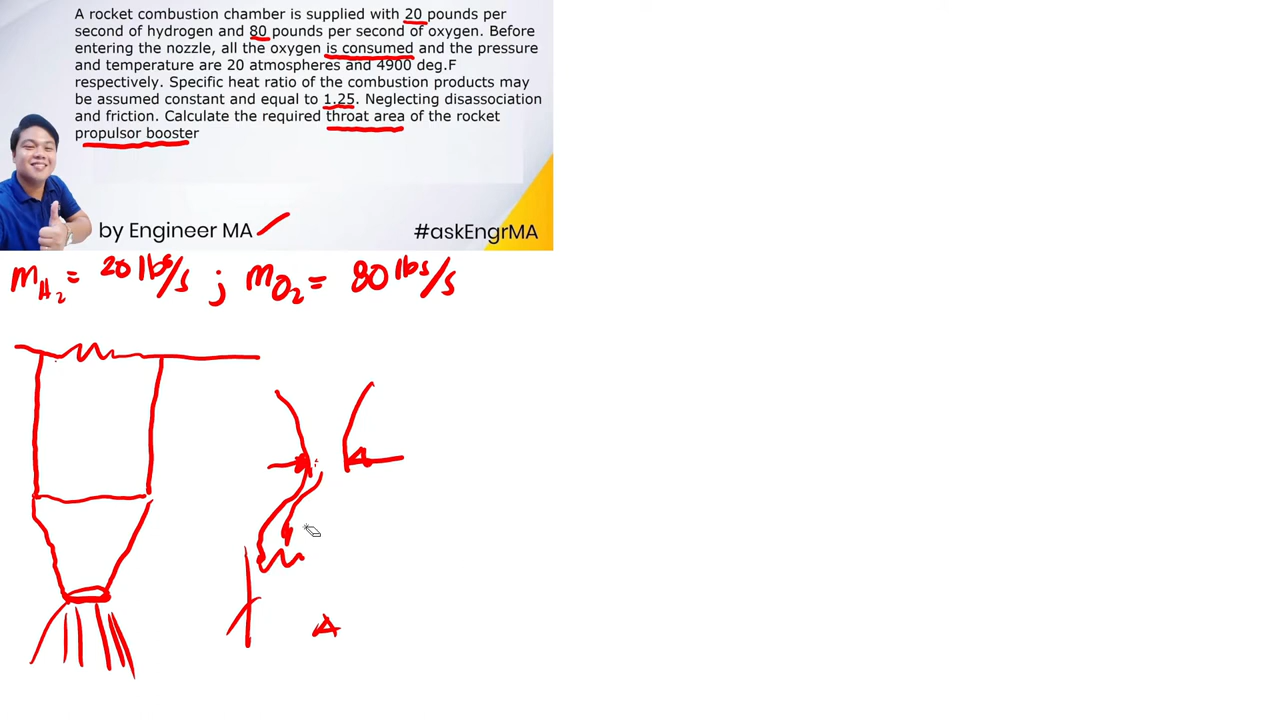 A rocket combustion chamber is supplied with 20 pounds per
second of hydrogen and 80 pounds per second of oxygen. Before
entering the nozzle, all the oxygen is consumed and the pressure
and temperature are 20 atmospheres and 4900 deg.F
respectively. Specific heat ratio of the combustion products may
be assumed constant and equal to 1.25. Neglecting disassociation
and friction. Calculate the required throat area of the rocket
propulsor booster
by Engineer MA
#askEngrMA
mH₂ = 20 lbs/s ; mO₂ = 80 lbs/s